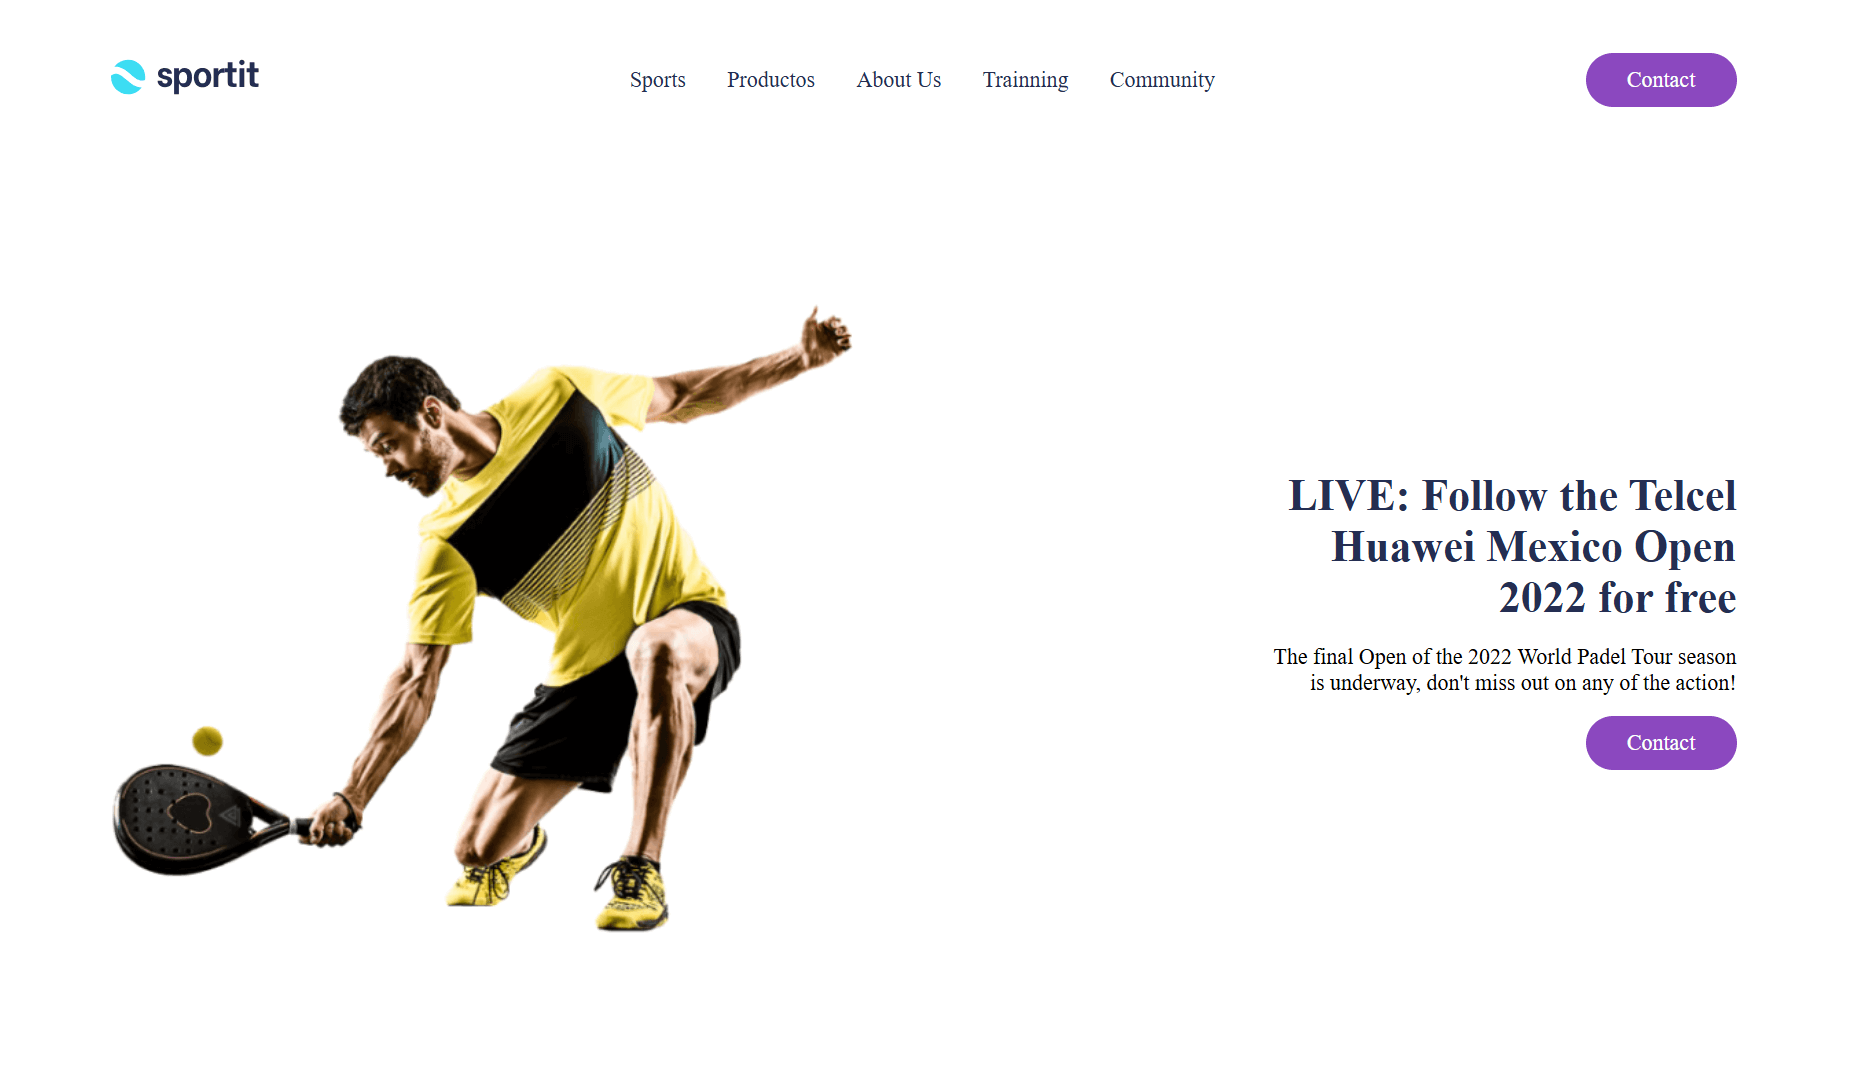 sportit
Sports
Productos
About Us
Trainning
Community
Contact
LIVE: Follow the Telcel
Huawei Mexico Open
2022 for free
The final Open of the 2022 World Padel Tour season
is underway, don't miss out on any of the action!
Contact